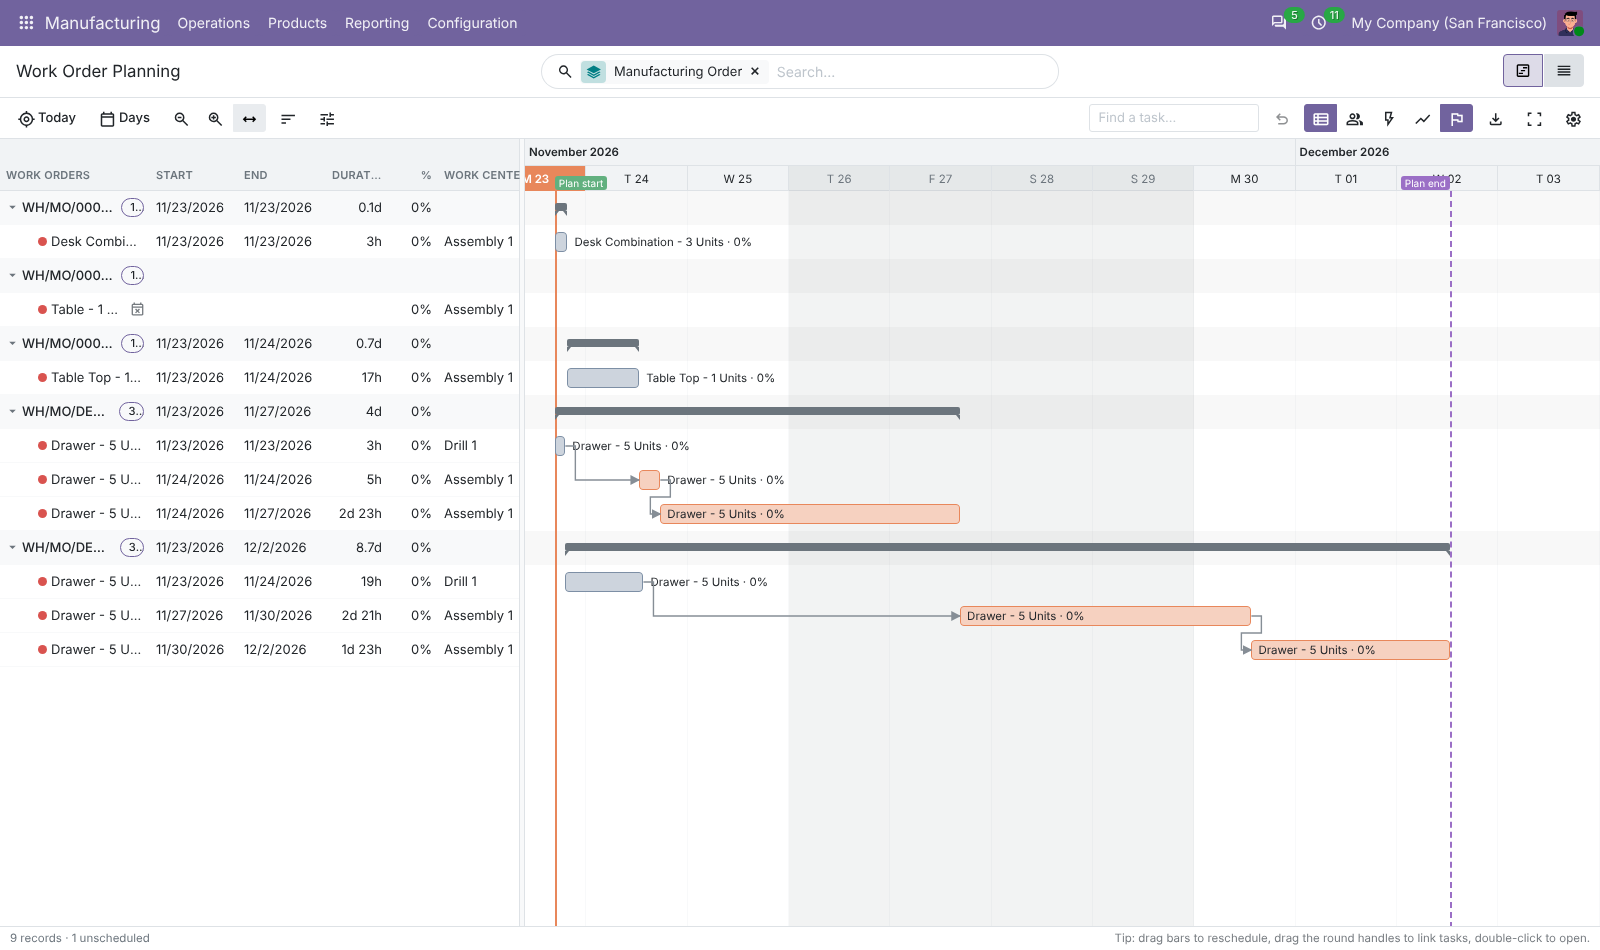 Manufacturing Operations Products Reporting Configuration 5 11 My Company (San Francisco)
Work Order Planning Manufacturing Order × Search...
Today Days Find a task...
November 2026 December 2026
WORK ORDERS START END DURAT... % WORK CENTE
M 23 Plan start T 24 W 25 T 26 F 27 S 28 S 29 M 30 T 01 Plan end 02 T 03
WH/MO/000... 1.. 11/23/2026 11/23/2026 0.1d 0%
Desk Combi... 11/23/2026 11/23/2026 3h 0% Assembly 1 Desk Combination - 3 Units · 0%
WH/MO/000... 1..
Table - 1 ... 0% Assembly 1
WH/MO/000... 1.. 11/23/2026 11/24/2026 0.7d 0%
Table Top - 1... 11/23/2026 11/24/2026 17h 0% Assembly 1 Table Top - 1 Units · 0%
WH/MO/DE... 3.. 11/23/2026 11/27/2026 4d 0%
Drawer - 5 U... 11/23/2026 11/23/2026 3h 0% Drill 1 Drawer - 5 Units · 0%
Drawer - 5 U... 11/24/2026 11/24/2026 5h 0% Assembly 1 Drawer - 5 Units · 0%
Drawer - 5 U... 11/24/2026 11/27/2026 2d 23h 0% Assembly 1 Drawer - 5 Units · 0%
WH/MO/DE... 3.. 11/23/2026 12/2/2026 8.7d 0%
Drawer - 5 U... 11/23/2026 11/24/2026 19h 0% Drill 1 Drawer - 5 Units · 0%
Drawer - 5 U... 11/27/2026 11/30/2026 2d 21h 0% Assembly 1 Drawer - 5 Units · 0%
Drawer - 5 U... 11/30/2026 12/2/2026 1d 23h 0% Assembly 1 Drawer - 5 Units · 0%
9 records · 1 unscheduled Tip: drag bars to reschedule, drag the round handles to link tasks, double-click to open.